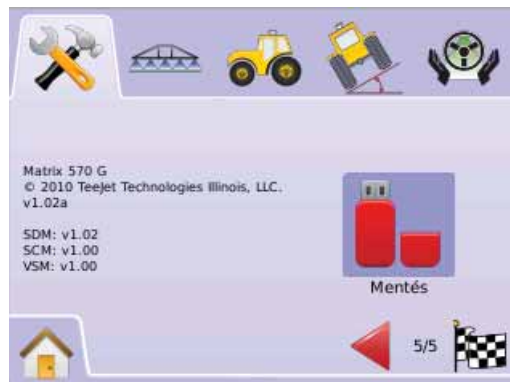 Matrix 570 G
© 2010 TeeJet Technologies Illinois, LLC.
v1.02a
SDM: v1.02
SCM: v1.00
VSM: v1.00
Mentés
5/5